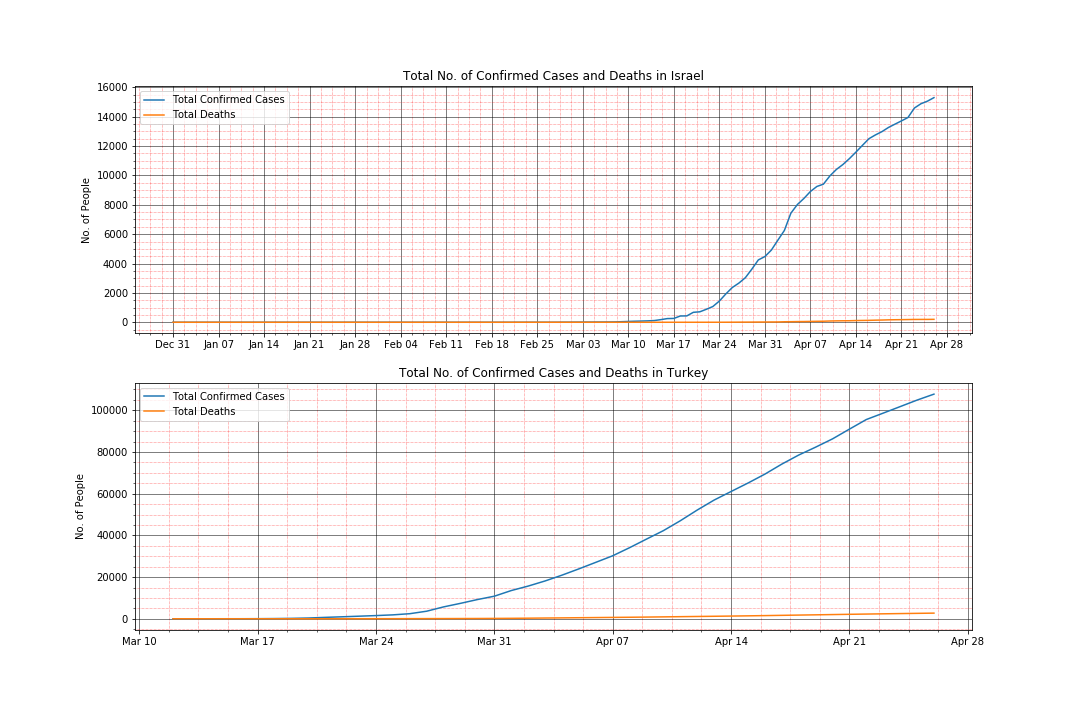 Total No. of Confirmed Cases and Deaths in Israel
No. of People
16000
14000
12000
10000
8000
6000
4000
2000
0
Total Confirmed Cases
Total Deaths
Dec 31 Jan 07 Jan 14 Jan 21 Jan 28 Feb 04 Feb 11 Feb 18 Feb 25 Mar 03 Mar 10 Mar 17 Mar 24 Mar 31 Apr 07 Apr 14 Apr 21 Apr 28
Total No. of Confirmed Cases and Deaths in Turkey
No. of People
100000
80000
60000
40000
20000
0
Total Confirmed Cases
Total Deaths
Mar 10 Mar 17 Mar 24 Mar 31 Apr 07 Apr 14 Apr 21 Apr 28